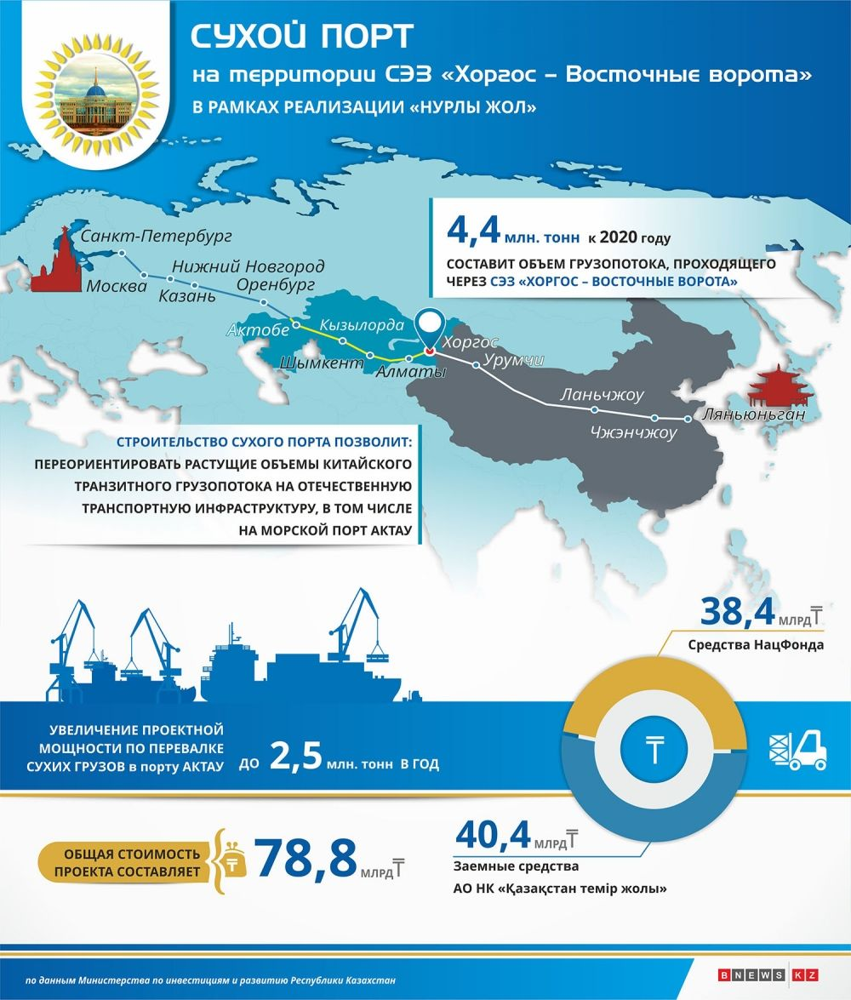 СУХОЙ ПОРТ
на территории СЭЗ «Хоргос – Восточные ворота»
В РАМКАХ РЕАЛИЗАЦИИ «НУРЛЫ ЖОЛ»
4,4 млн. тонн к 2020 году
СОСТАВИТ ОБЪЕМ ГРУЗОПОТОКА, ПРОХОДЯЩЕГО
ЧЕРЕЗ СЭЗ «ХОРГОС – ВОСТОЧНЫЕ ВОРОТА»
Санкт-Петербург
Нижний Новгород
Москва
Оренбург
Казань
Актобе
Кызылорда
Хоргос
Шымкент
Алматы
Урумчи
Ланьчжоу
Ляньюньган
Чжэнчжоу
СТРОИТЕЛЬСТВО СУХОГО ПОРТА ПОЗВОЛИТ:
ПЕРЕОРИЕНТИРОВАТЬ РАСТУЩИЕ ОБЪЕМЫ КИТАЙСКОГО
ТРАНЗИТНОГО ГРУЗОПОТОКА НА ОТЕЧЕСТВЕННУЮ
ТРАНСПОРТНУЮ ИНФРАСТРУКТУРУ, В ТОМ ЧИСЛЕ
НА МОРСКОЙ ПОРТ АКТАУ
38,4 МЛРД ₸
Средства НацФонда
₸
УВЕЛИЧЕНИЕ ПРОЕКТНОЙ
МОЩНОСТИ ПО ПЕРЕВАЛКЕ
СУХИХ ГРУЗОВ в порту АКТАУ
ДО 2,5 млн. тонн В ГОД
40,4 МЛРД ₸
Заемные средства
АО НК «Қазақстан темір жолы»
ОБЩАЯ СТОИМОСТЬ
ПРОЕКТА СОСТАВЛЯЕТ
₸
78,8 МЛРД ₸
по данным Министерства по инвестициям и развитию Республики Казахстан
BNEWS KZ